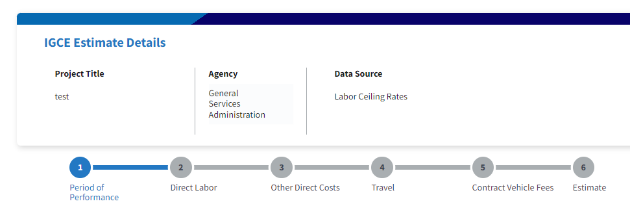 IGCE Estimate Details
Project Title
Agency
Data Source
test
General
Services
Administration
Labor Ceiling Rates
1
2
3
4
5
6
Period of
Performance
Direct Labor
Other Direct Costs
Travel
Contract Vehicle Fees
Estimate